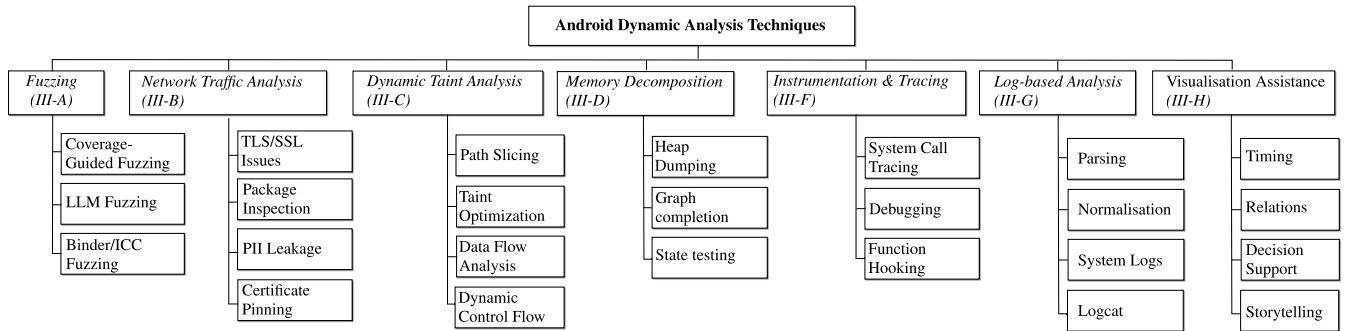 Android Dynamic Analysis Techniques
Fuzzing
(III-A)
Coverage-
Guided Fuzzing
LLM Fuzzing
Binder/ICC
Fuzzing
Network Traffic Analysis
(III-B)
TLS/SSL
Issues
Package
Inspection
PII Leakage
Certificate
Pinning
Dynamic Taint Analysis
(III-C)
Path Slicing
Taint
Optimization
Data Flow
Analysis
Dynamic
Control Flow
Memory Decomposition
(III-D)
Heap
Dumping
Graph
completion
State testing
Instrumentation & Tracing
(III-F)
System Call
Tracing
Debugging
Function
Hooking
Log-based Analysis
(III-G)
Parsing
Normalisation
System Logs
Logcat
Visualisation Assistance
(III-H)
Timing
Relations
Decision
Support
Storytelling